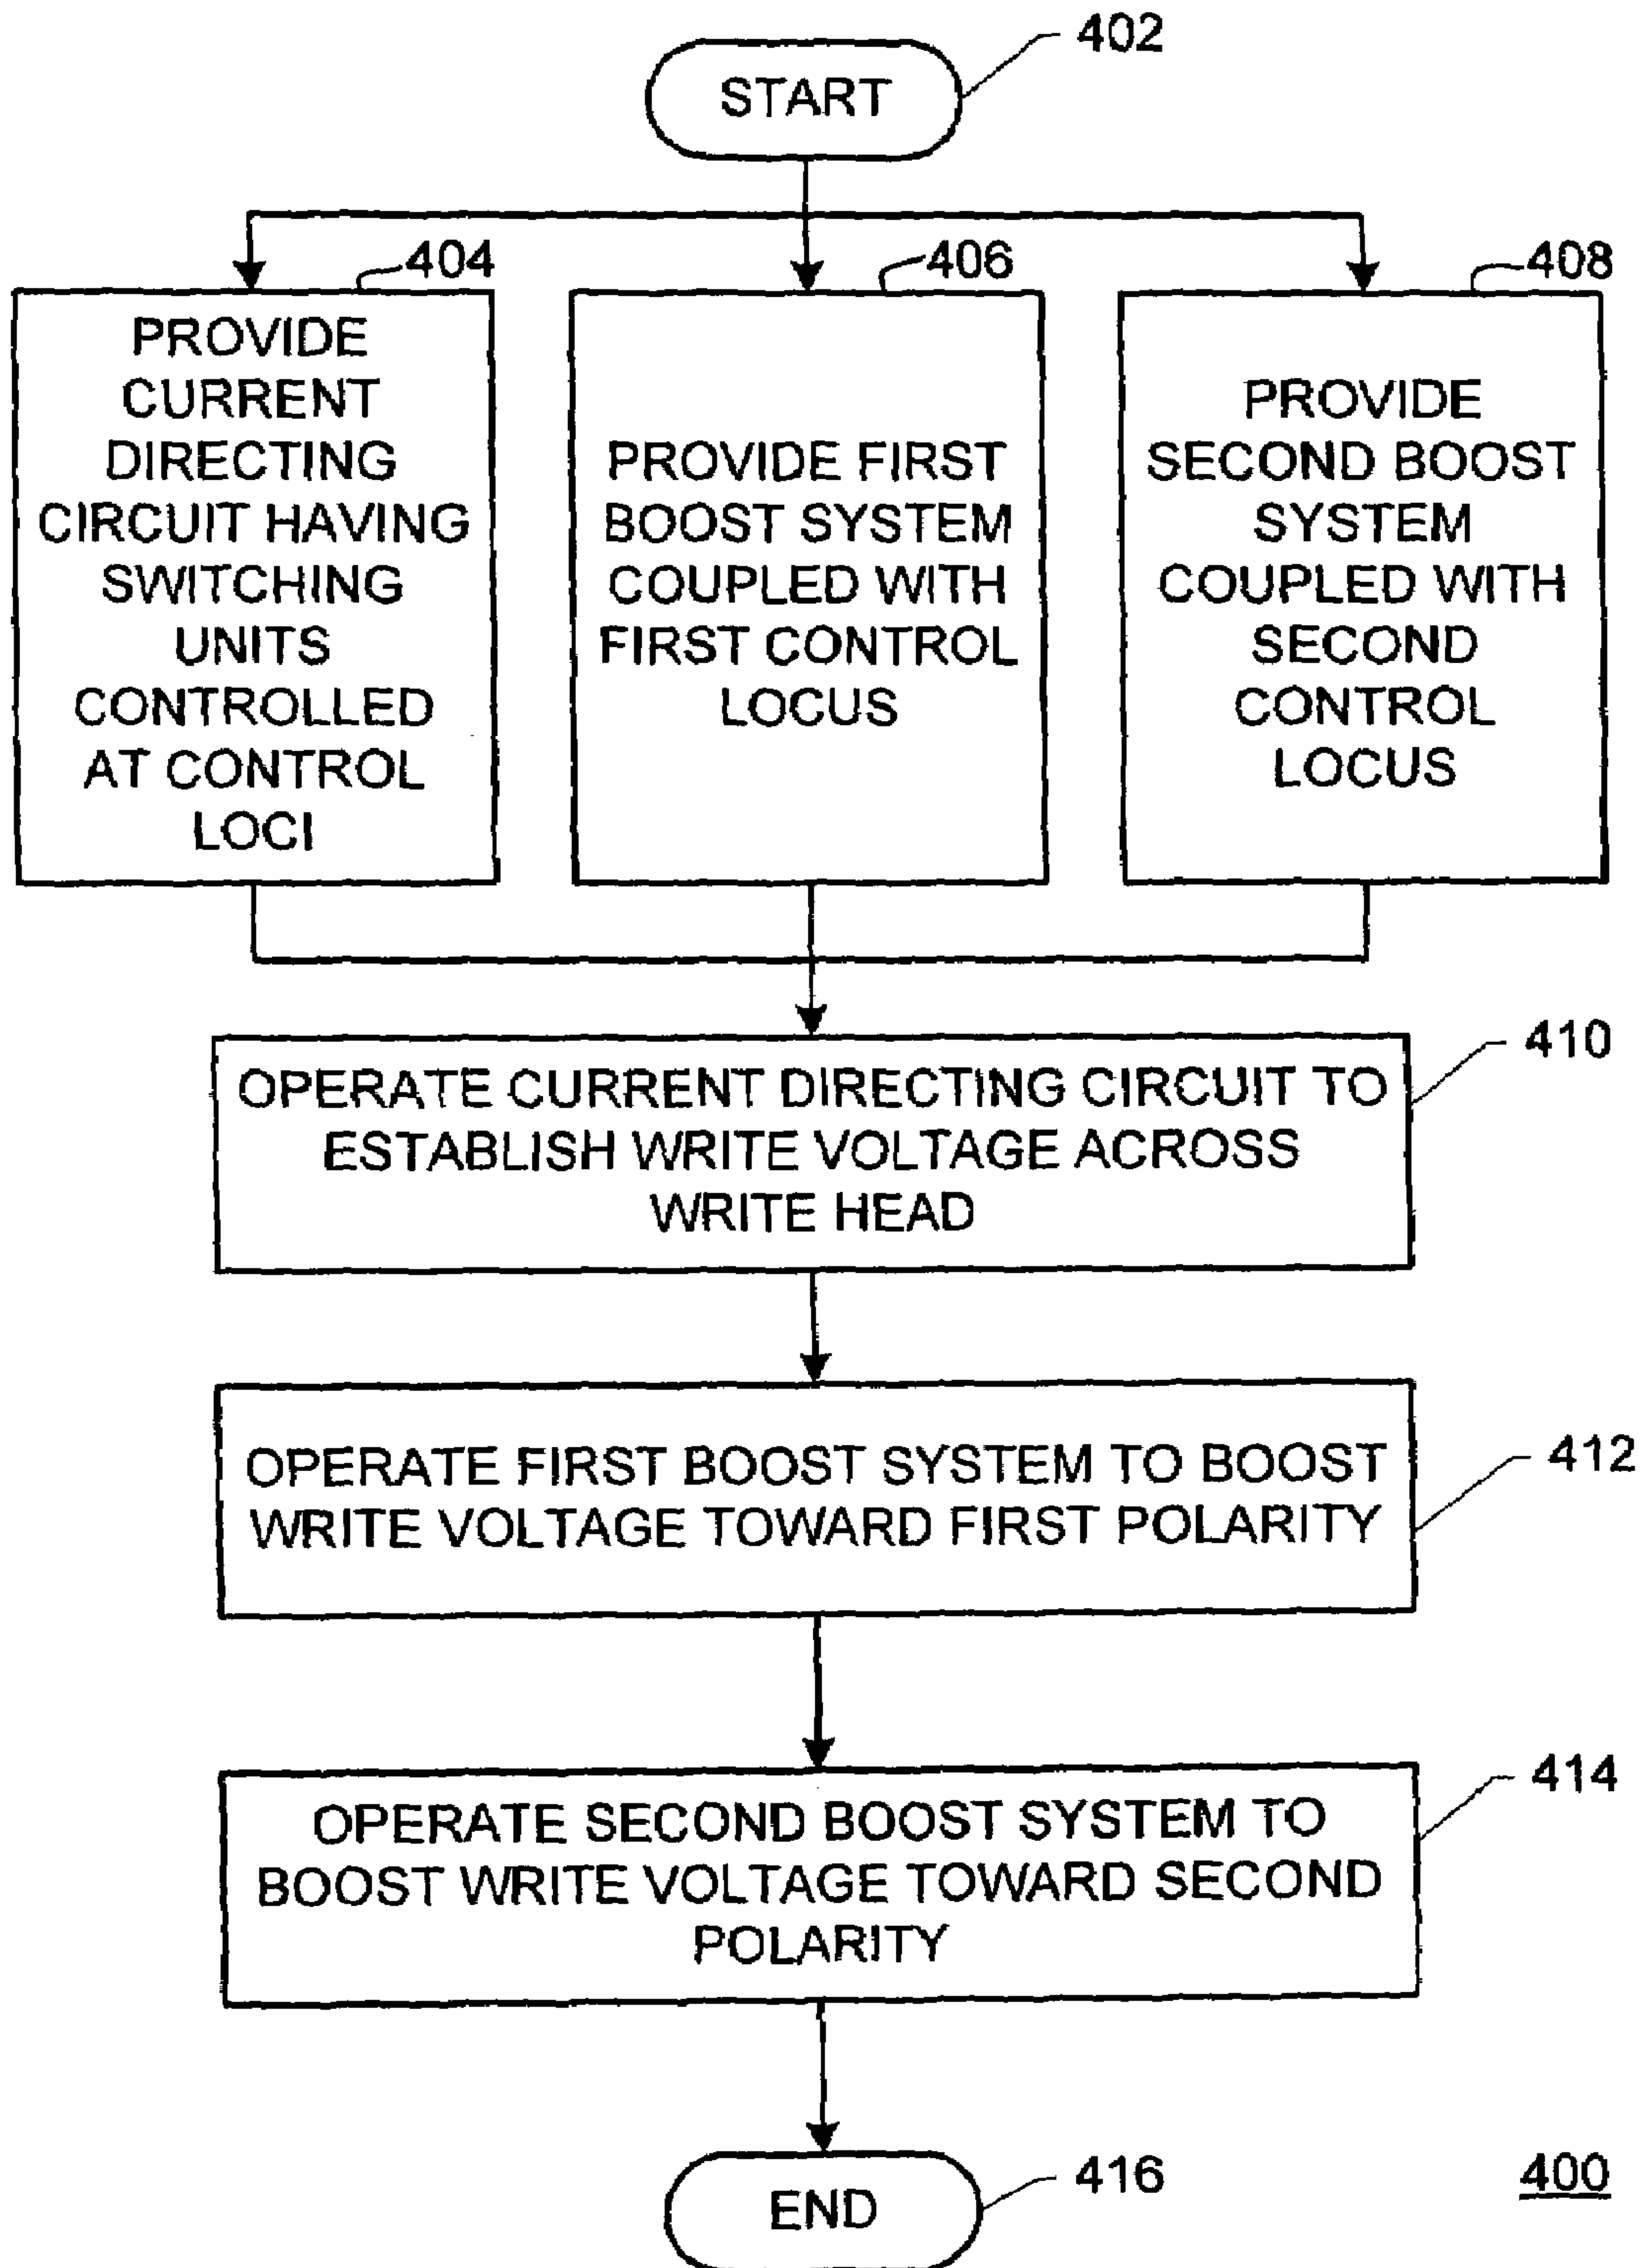 402
START
404
PROVIDE
CURRENT
DIRECTING
CIRCUIT HAVING
SWITCHING
UNITS
CONTROLLED
AT CONTROL
LOCI
406
PROVIDE FIRST
BOOST SYSTEM
COUPLED WITH
FIRST CONTROL
LOCUS
408
PROVIDE
SECOND BOOST
SYSTEM
COUPLED WITH
SECOND
CONTROL
LOCUS
410
OPERATE CURRENT DIRECTING CIRCUIT TO
ESTABLISH WRITE VOLTAGE ACROSS
WRITE HEAD
412
OPERATE FIRST BOOST SYSTEM TO BOOST
WRITE VOLTAGE TOWARD FIRST POLARITY
414
OPERATE SECOND BOOST SYSTEM TO
BOOST WRITE VOLTAGE TOWARD SECOND
POLARITY
416
END
400